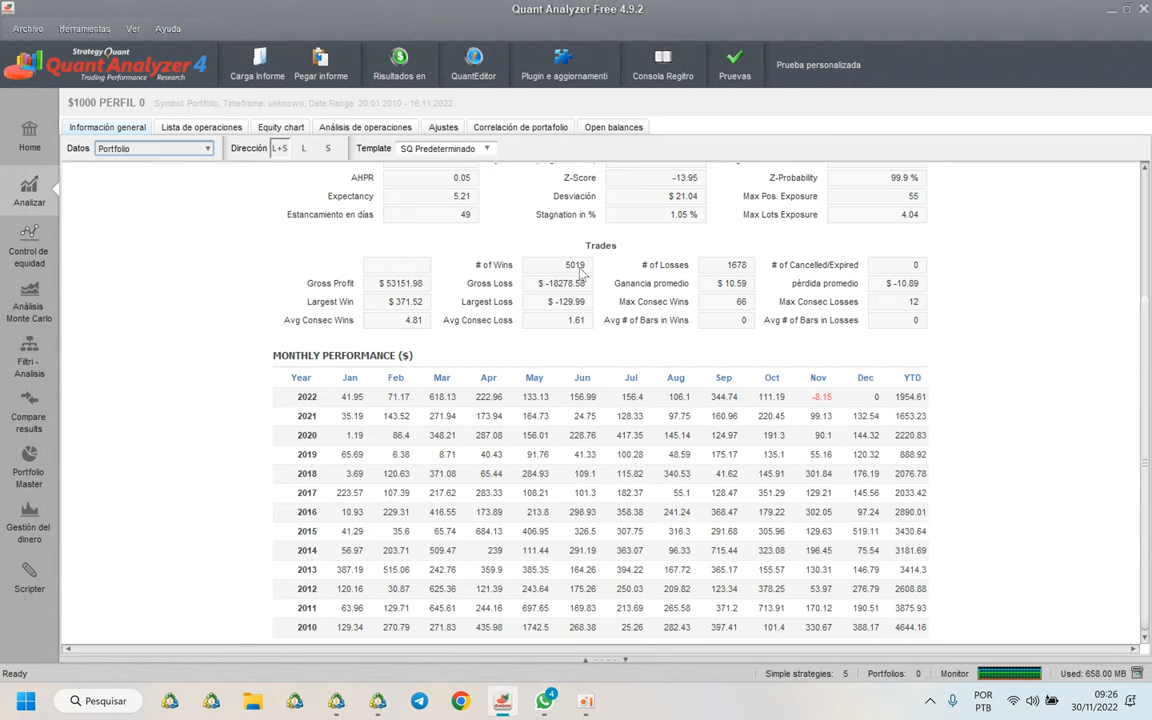 Quant Analyzer Free 4.9.2
Archivo Herramientas Ver Ayuda
StrategyQuant
QuantAnalyzer 4
Trading Performance Research
Carga Informe Pegar informe Risultados en QuantEditor Plugin e aggiornamenti Consola Regitro Pruevas Prueba personalizada
$1000 PERFIL 0 Symbol: Portfolio, Timeframe: unknown, Date Range: 20.01.2010 - 16.11.2022
Información general Lista de operaciones Equity chart Análisis de operaciones Ajustes Correlación de portafolio Open balances
Datos Portfolio Dirección L+S L S Template SQ Predeterminado
Home
Analizar
Control de equidad
Análisis Monte Carlo
Filtri - Analisis
Compare results
Portfolio Master
Gestión del dinero
Scripter
AHPR 0.05 Z-Score -13.95 Z-Probability 99.9 %
Expectancy 5.21 Desviación $ 21.04 Max Pos. Exposure 55
Estancamiento en días 49 Stagnation in % 1.05 % Max Lots Exposure 4.04
Trades
# of Wins 5019 # of Losses 1678 # of Cancelled/Expired 0
Gross Profit $ 53151.98 Gross Loss $ -18278.58 Ganancia promedio $ 10.59 pérdida promedio $ -10.89
Largest Win $ 371.52 Largest Loss $ -129.99 Max Consec Wins 66 Max Consec Losses 12
Avg Consec Wins 4.81 Avg Consec Loss 1.61 Avg # of Bars in Wins 0 Avg # of Bars in Losses 0
MONTHLY PERFORMANCE ($)
Year Jan Feb Mar Apr May Jun Jul Aug Sep Oct Nov Dec YTD
2022 41.95 71.17 618.13 222.96 133.13 156.99 156.4 106.1 344.74 111.19 -8.15 0 1954.61
2021 35.19 143.52 271.94 173.94 164.73 24.75 128.33 97.75 160.96 220.45 99.13 132.54 1653.23
2020 1.19 86.4 348.21 287.08 156.01 228.76 417.35 145.14 124.97 191.3 90.1 144.32 2220.83
2019 65.69 6.38 8.71 40.43 91.76 41.33 100.28 48.59 175.17 135.1 55.16 120.32 888.92
2018 3.69 120.63 371.08 65.44 284.93 109.1 115.82 340.53 41.62 145.91 301.84 176.19 2076.78
2017 223.57 107.39 217.62 283.33 108.21 101.3 182.37 55.1 128.47 351.29 129.21 145.56 2033.42
2016 10.93 229.31 416.55 173.89 213.8 298.93 358.38 241.24 368.47 179.22 302.05 97.24 2890.01
2015 41.29 35.6 65.74 684.13 406.95 326.5 307.75 316.3 291.68 305.96 129.63 519.11 3430.64
2014 56.97 203.71 509.47 239 111.44 291.19 363.07 96.33 715.44 323.08 196.45 75.54 3181.69
2013 387.19 515.06 242.76 359.9 385.35 164.26 394.22 167.72 365.17 155.57 130.31 146.79 3414.3
2012 120.16 30.87 625.36 121.39 243.64 175.26 250.03 209.82 123.34 378.25 53.97 276.79 2608.88
2011 63.96 129.71 645.61 244.16 697.65 169.83 213.69 265.58 371.2 713.91 170.12 190.51 3875.93
2010 129.34 270.79 271.83 435.98 1742.5 268.38 25.26 282.43 397.41 101.4 330.67 388.17 4644.16
Ready Simple strategies: 5 Portfolios: 0 Monitor Used: 658.00 MB
Pesquisar 4 POR PTB 09:26 30/11/2022